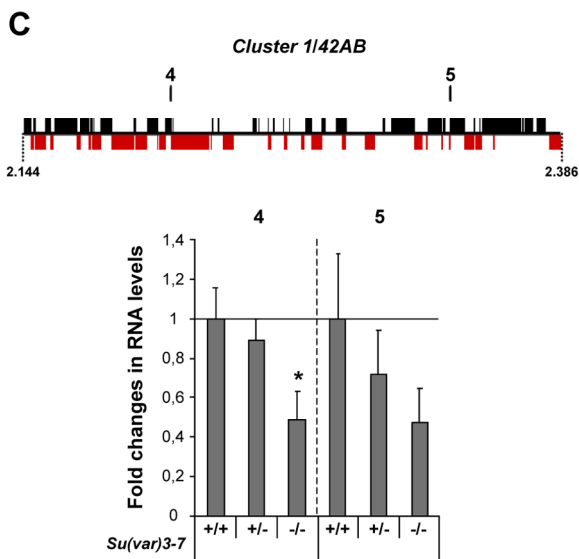 C
Cluster 1/42AB
4 5
2.144 2.386
4 5
Fold changes in RNA levels
1,4
1,2
1
0,8
0,6
0,4
0,2
0
*
+/+ +/- -/- +/+ +/- -/-
Su(var)3-7